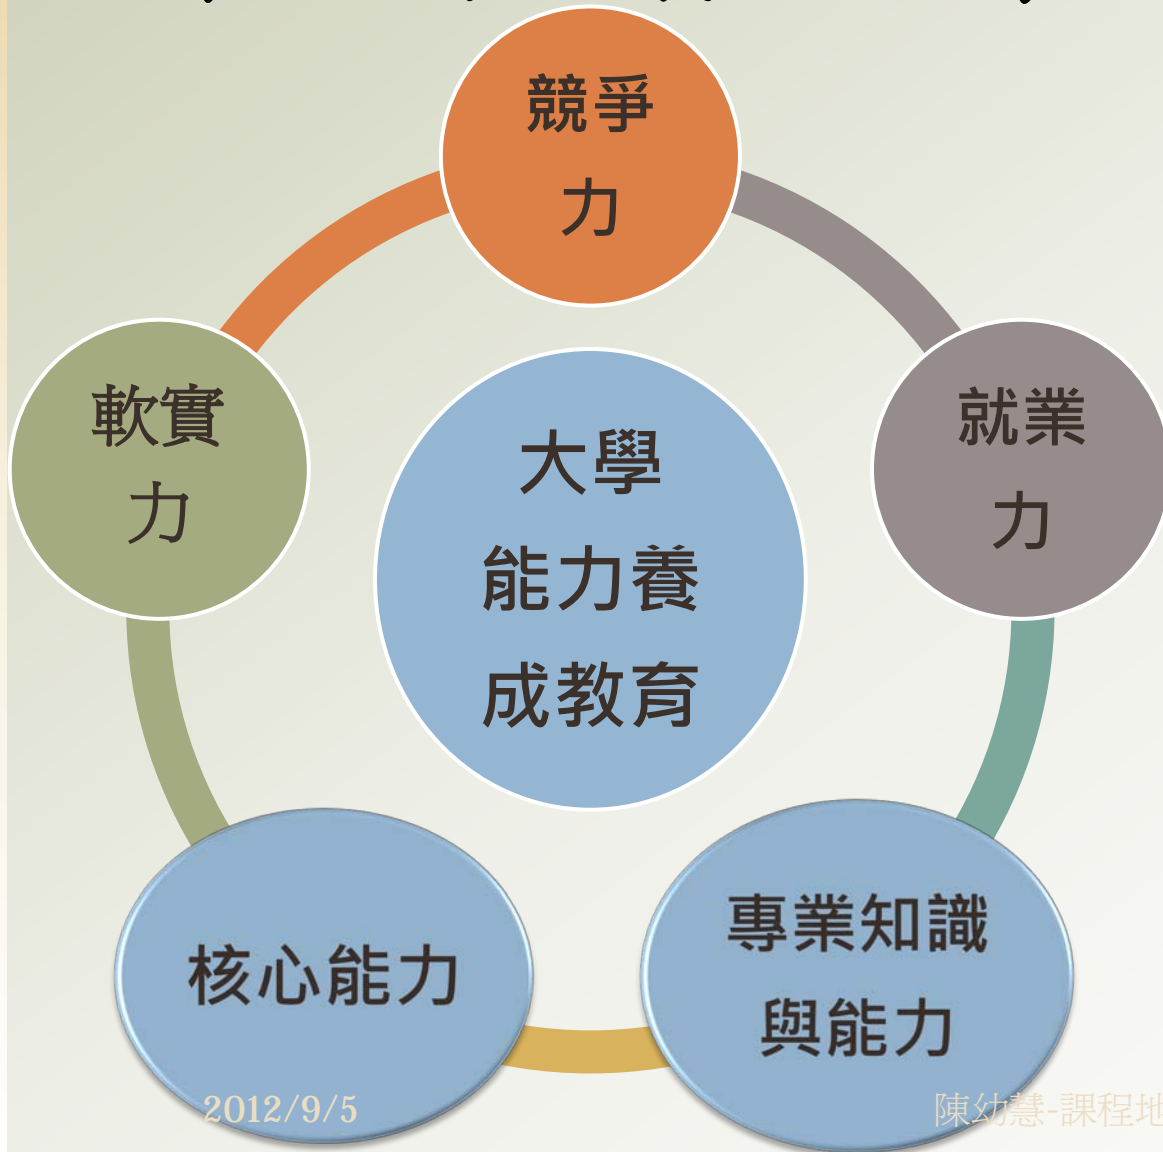 競爭
力
軟實
力
就業
力
大學
能力養
成教育
核心能力
專業知識
與能力
2012/9/5
陳幼慧-課程地